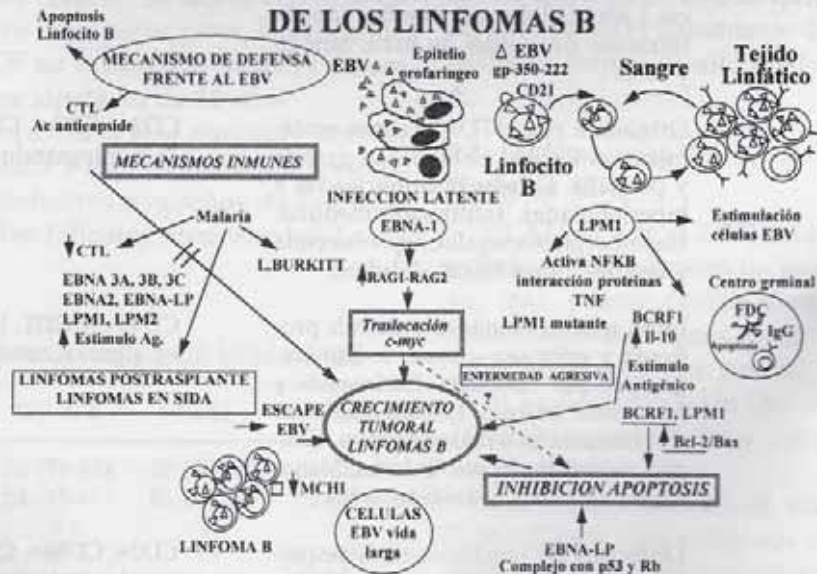 DE LOS LINFOMAS B
Apoptosis
Linfocito B
MECANISMO DE DEFENSA
FRENTE AL EBV
CTL
Ac anticapside
MECANISMOS INMUNES
EBV
Epitelio
orofaringeo
INFECCION LATENTE
Δ EBV
gp-350-222
CD21
Linfocito
B
Sangre
Tejido
Linfático
Malaria
CTL
L.BURKITT
EBNA 3A, 3B, 3C
EBNA2, EBNA-LP
LPM1, LPM2
Estimulo Ag.
LINFOMAS POSTRASPLANTE
LINFOMAS EN SIDA
EBNA-1
RAG1-RAG2
Traslocación
c-myc
LPM1
Estimulación
células EBV
Activa NFKB
interacción proteinas
TNF
LPM1 mutante
BCRF1
Il-10
Estimulo
Antigénico
BCRF1, LPM1
Bcl-2/Bax
Centro grminal
FDC
IgG
Apoptosis
ENFERMEDAD AGRESIVA
?
ESCAPE
EBV
CRECIMIENTO
TUMORAL
LINFOMAS B
INHIBICION APOPTOSIS
MCH1
LINFOMA B
CELULAS
EBV vida
larga
EBNA-LP
Complejo con p53 y Rb